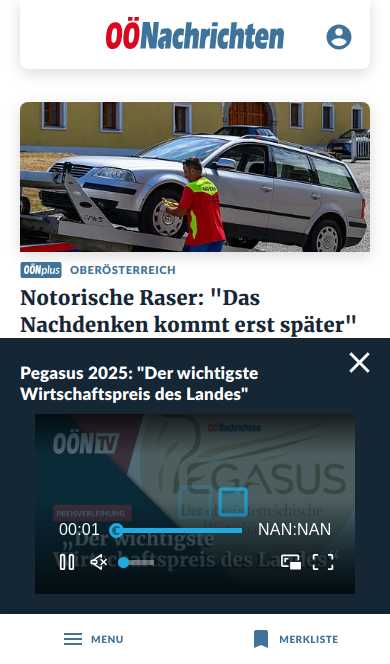 OÖNachrichten
OÖNplus OBERÖSTERREICH
Notorische Raser: "Das
Nachdenken kommt erst später"
Pegasus 2025: "Der wichtigste
Wirtschaftspreis des Landes"
OÖNTV
OÖNachrichten
PEGASUS
PREISVERLEIHUNG
00:01
NAN:NAN
„Der wichtigste
Wirtschaftspreis des Landes“
MENU
MERKLISTE